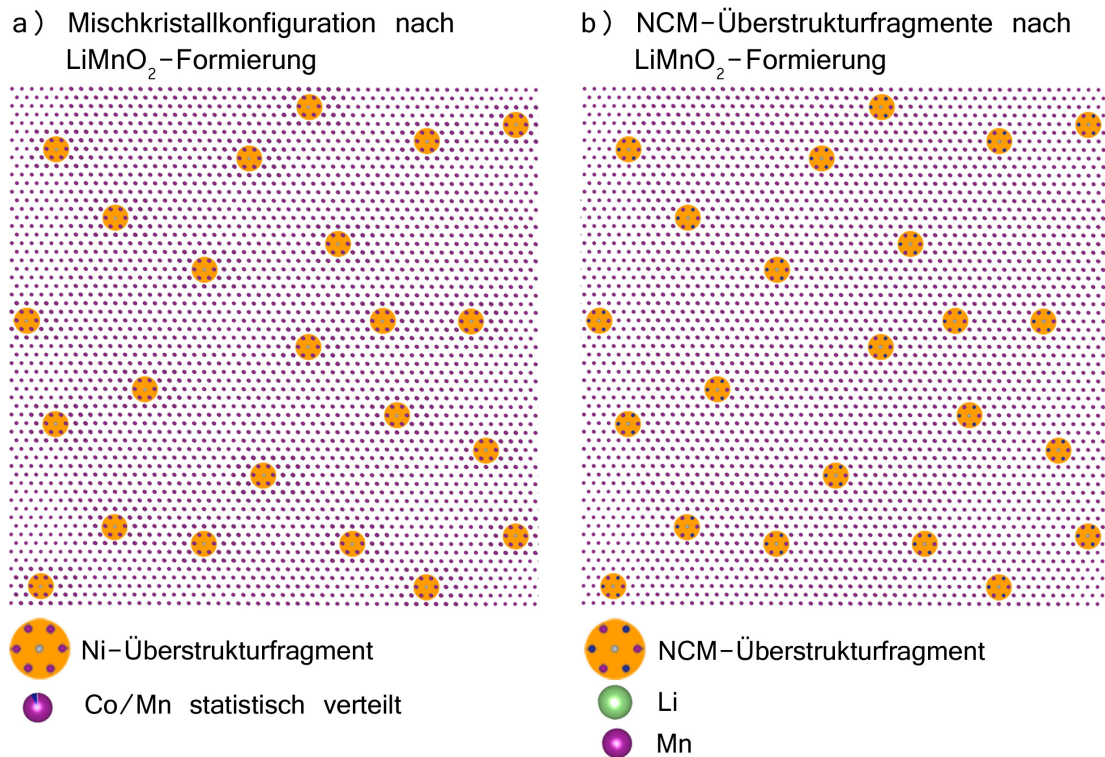 a) Mischkristallkonfiguration nach
LiMnO₂-Formierung
b) NCM-Überstrukturfragmente nach
LiMnO₂-Formierung
Ni-Überstrukturfragment
Co/Mn statistisch verteilt
NCM-Überstrukturfragment
Li
Mn